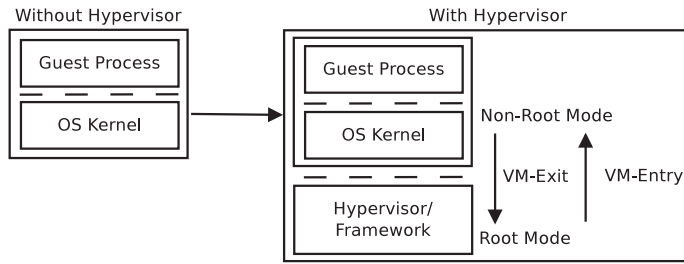 Without Hypervisor
Guest Process
OS Kernel
With Hypervisor
Guest Process
OS Kernel
Hypervisor/
Framework
Non-Root Mode
VM-Exit
VM-Entry
Root Mode